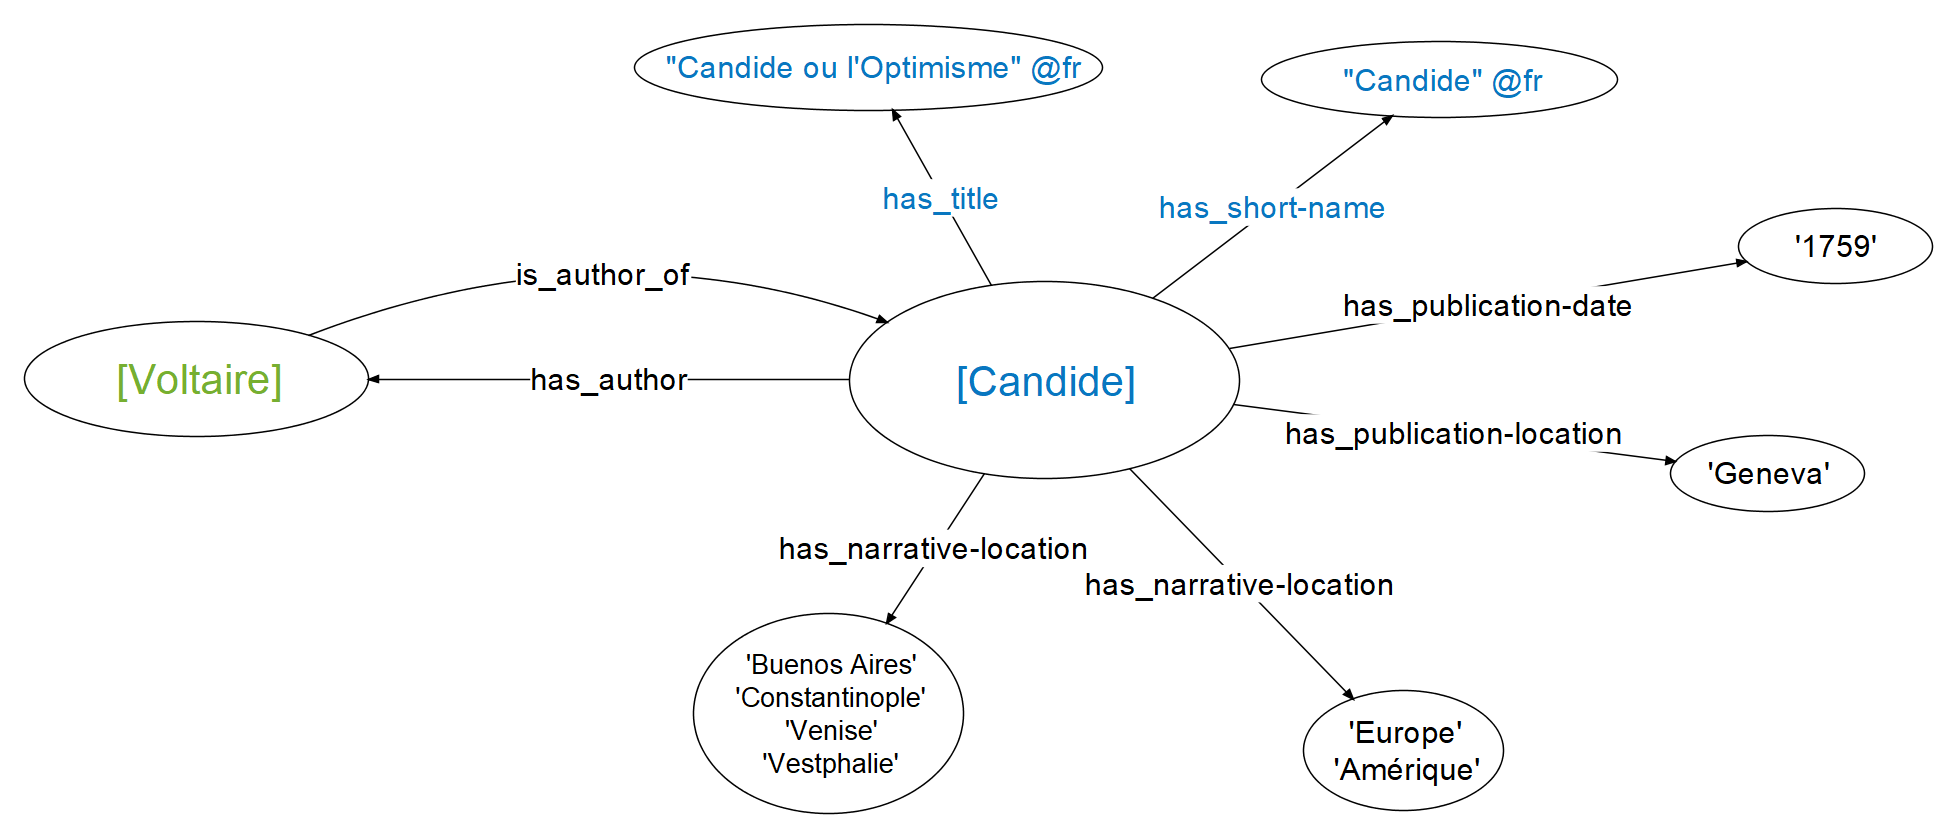 "Candide ou l'Optimisme" @fr
"Candide" @fr
has_title
has_short-name
'1759'
is_author_of
has_publication-date
[Voltaire]
has_author
[Candide]
has_publication-location
'Geneva'
has_narrative-location
has_narrative-location
'Buenos Aires'
'Constantinople'
'Venise'
'Vestphalie'
'Europe'
'Amérique'